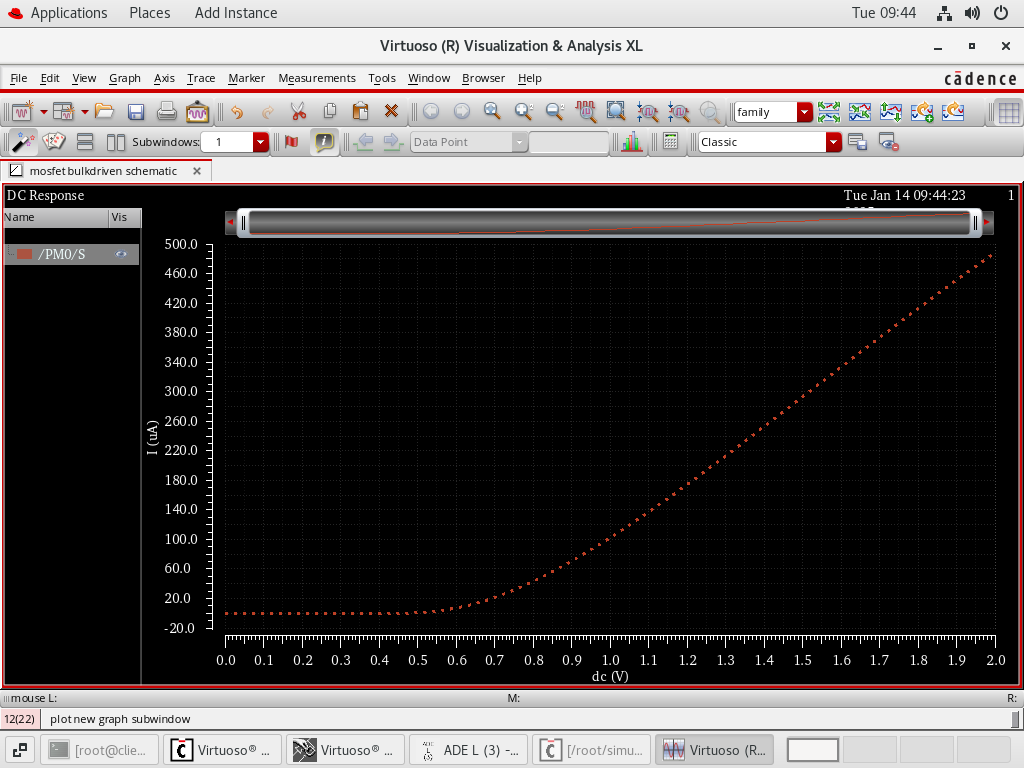 Applications Places Add Instance Tue 09:44
Virtuoso (R) Visualization & Analysis XL
File Edit View Graph Axis Trace Marker Measurements Tools Window Browser Help cādence
family
Subwindows: 1 Data Point Classic
mosfet bulkdriven schematic
DC Response Tue Jan 14 09:44:23 1
Name Vis
/PM0/S
500.0
460.0
420.0
380.0
340.0
300.0
260.0
220.0
180.0
140.0
100.0
60.0
20.0
-20.0
I (uA)
0.0 0.1 0.2 0.3 0.4 0.5 0.6 0.7 0.8 0.9 1.0 1.1 1.2 1.3 1.4 1.5 1.6 1.7 1.8 1.9 2.0
dc (V)
mouse L: M: R:
12(22) plot new graph subwindow
[root@clie... Virtuoso® ... Virtuoso® ... ADE L (3) -... [/root/simu... Virtuoso (R...